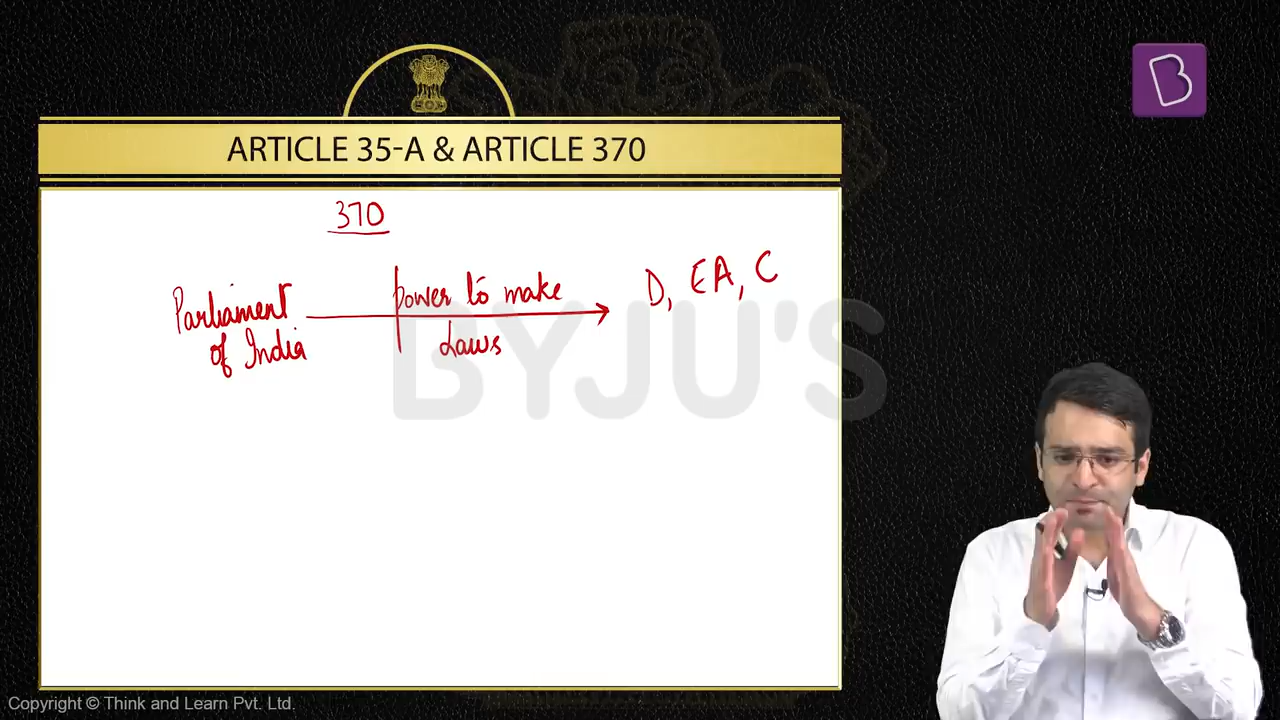 B
ARTICLE 35-A & ARTICLE 370
370
Parliament of India
power to make Laws
D, EA, C
BYJU'S
Copyright © Think and Learn Pvt. Ltd.